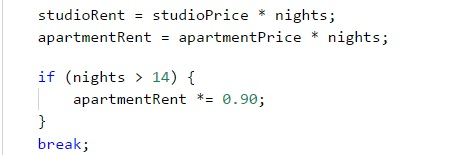 studioRent = studioPrice * nights;
apartmentRent = apartmentPrice * nights;
if (nights > 14) {
apartmentRent *= 0.90;
}
break;